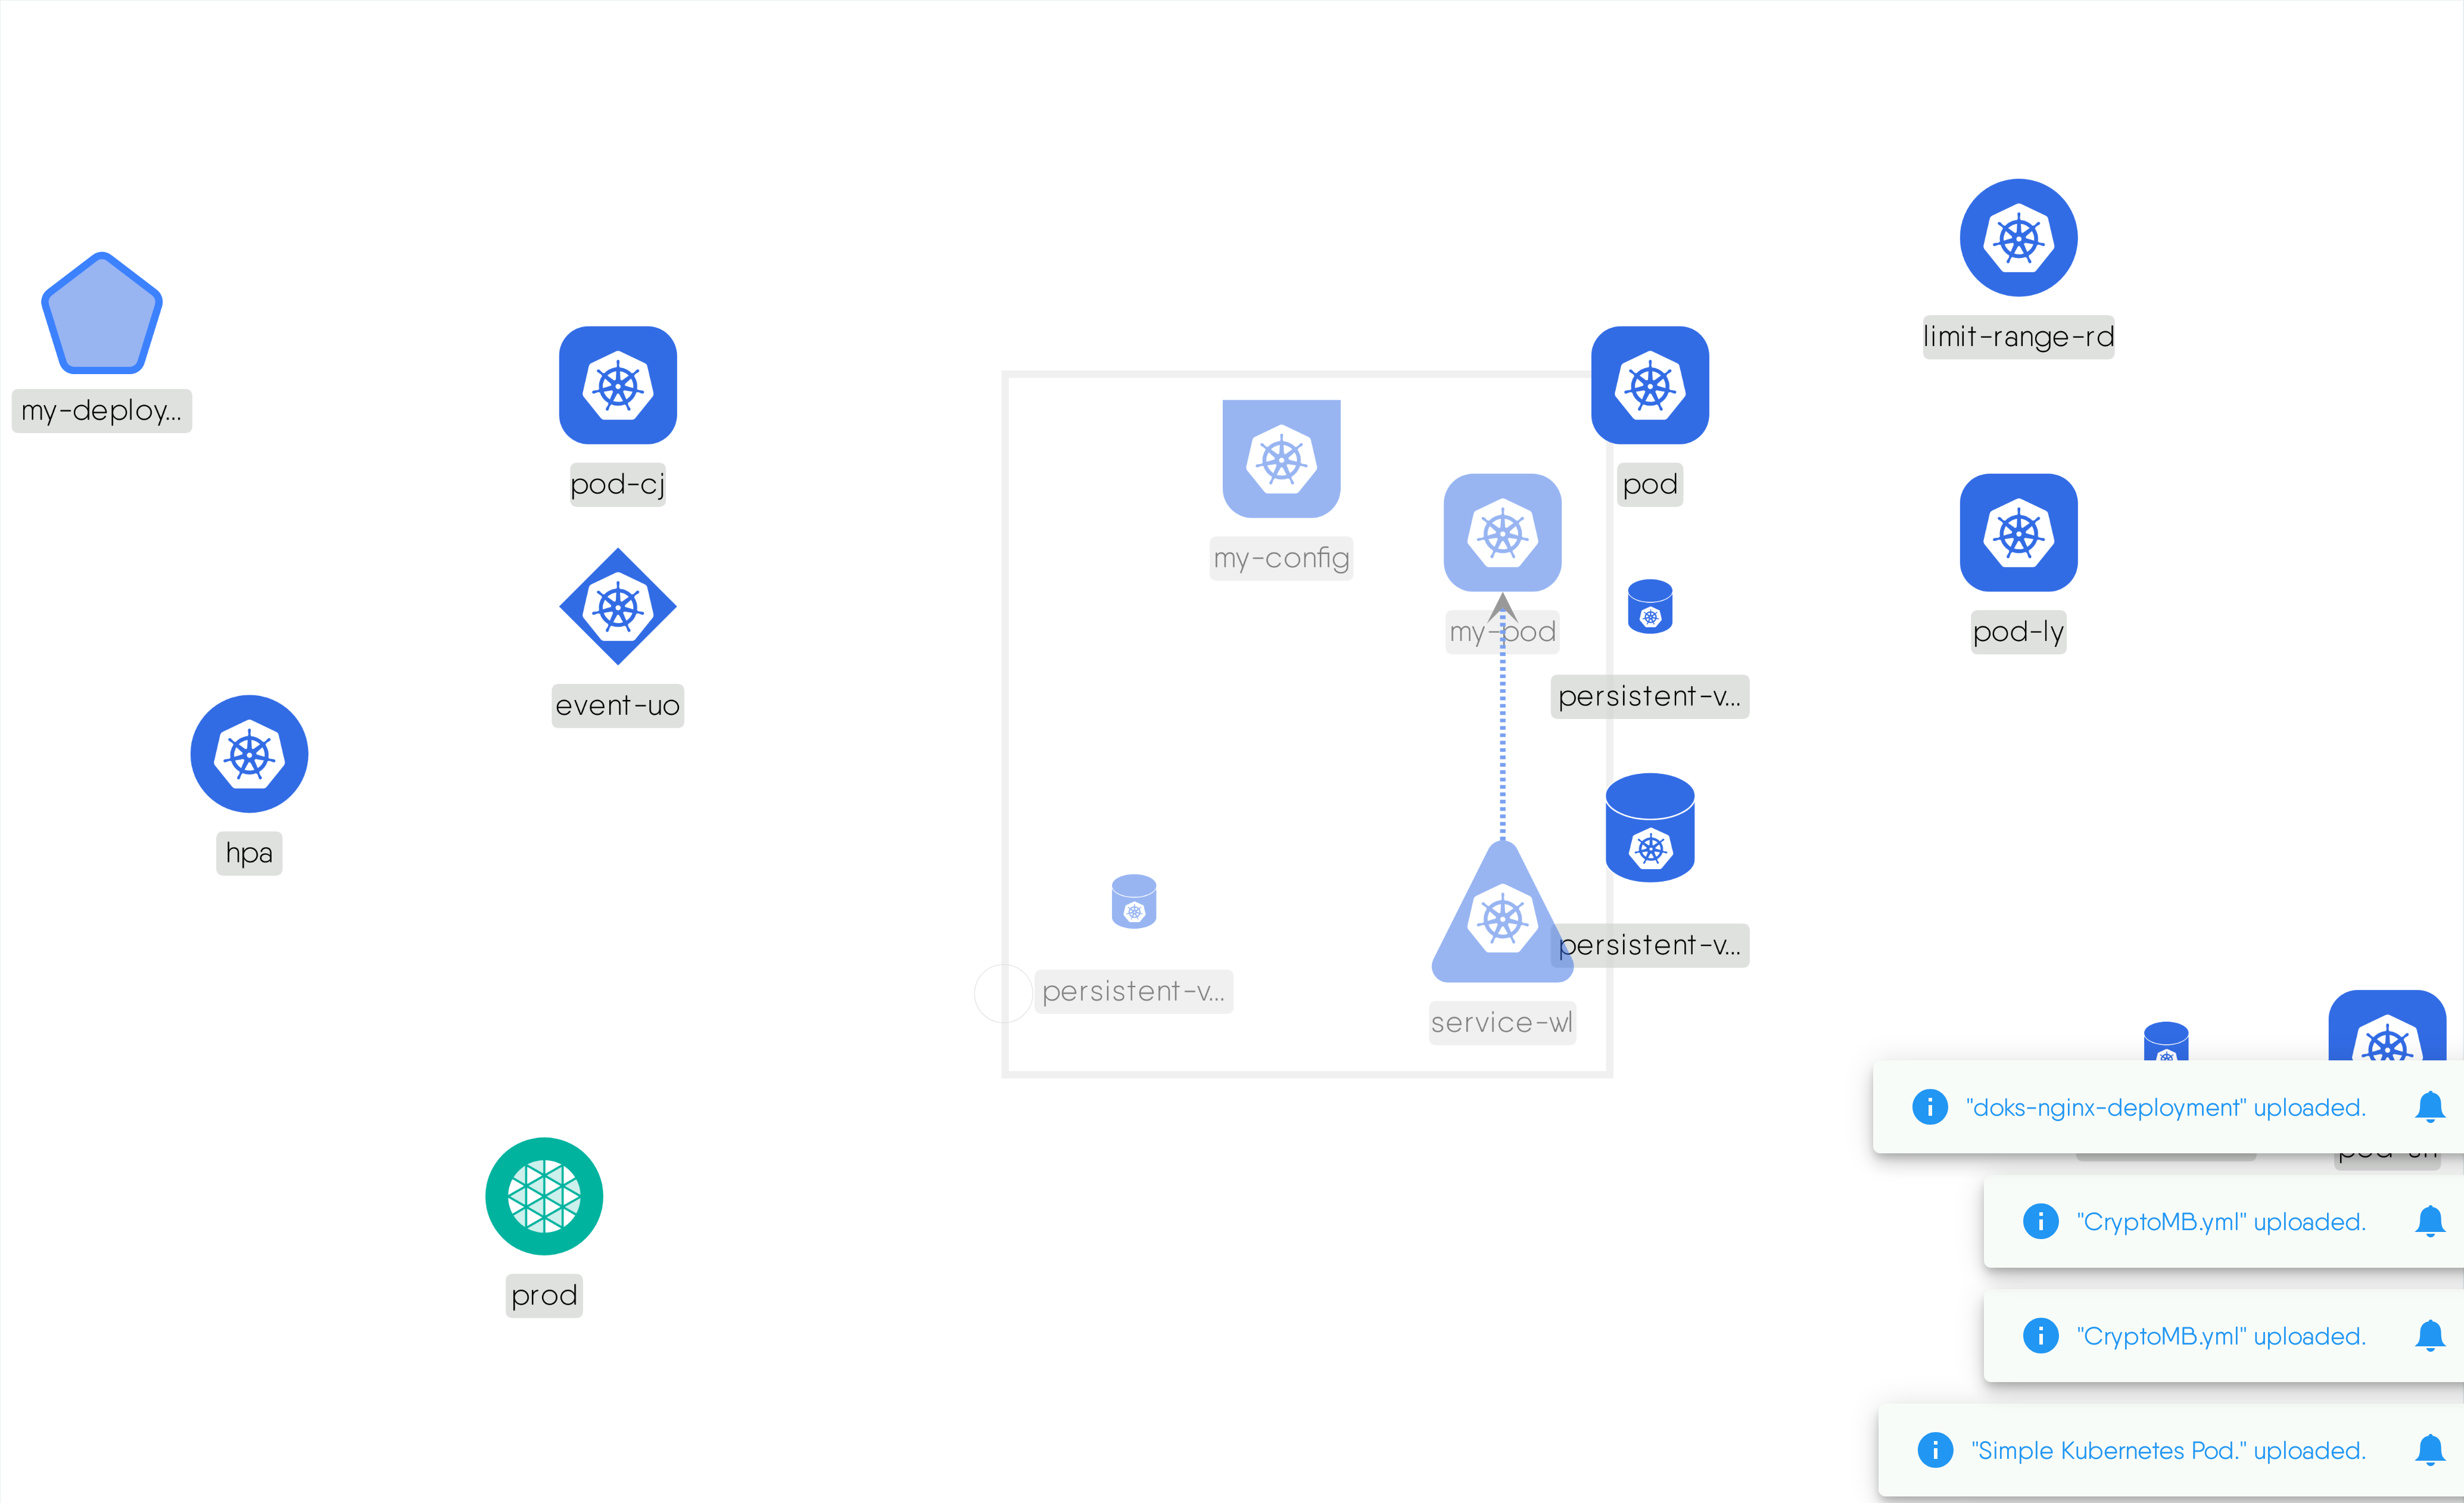 limit-range-rd
my-deploy...
pod-cj
pod
my-config
my-pod
pod-ly
persistent-v...
event-uo
hpa
persistent-v...
persistent-v...
service-wl
"doks-nginx-deployment" uploaded.
"CryptoMB.yml" uploaded.
prod
"CryptoMB.yml" uploaded.
"Simple Kubernetes Pod." uploaded.